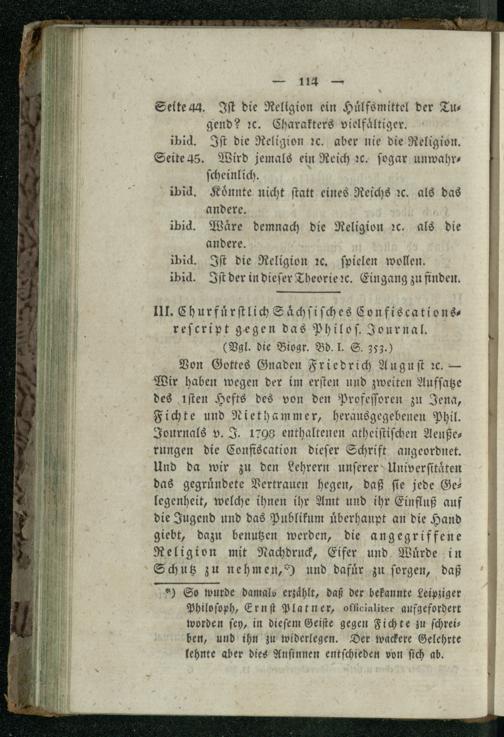 — 114 —
Seite 44. Iſt die Religion ein Hülfsmittel der Tu-
gend? ꝛc. Charakters vielfältiger.
ibid. Iſt die Religion ꝛc. aber nie die Religion.
Seite 45. Wird jemals ein Reich ꝛc. ſogar unwahr-
ſcheinlich.
ibid. Könnte nicht ſtatt eines Reichs ꝛc. als das
andere.
ibid. Wäre demnach die Religion ꝛc. als die
andere.
ibid. Iſt die Religion ꝛc. ſpielen wollen.
ibid. Iſt der in dieſer Theorie ꝛc. Eingang zu finden.
III. Churfürſtlich Sächſiſches Confiscations-
reſcript gegen das Philoſ. Journal.
(Vgl. die Biogr. Bd. I. S. 353.)
Von Gottes Gnaden Friedrich Auguſt ꝛc. —
Wir haben wegen der im erſten und zweiten Aufſatze
des 1ſten Hefts des von den Profeſſoren zu Jena,
Fichte und Niethammer, herausgegebenen Phil.
Journals v. J. 1798 enthaltenen atheiſtiſchen Aeuße-
rungen die Confiscation dieſer Schrift angeordnet.
Und da wir zu den Lehrern unſerer Univerſitäten
das gegründete Vertrauen hegen, daß ſie jede Ge-
legenheit, welche ihnen ihr Amt und ihr Einfluß auf
die Jugend und das Publikum überhaupt an die Hand
giebt, dazu benutzen werden, die angegriffene
Religion mit Nachdruck, Eifer und Würde in
Schutz zu nehmen,*) und dafür zu ſorgen, daß
*) So wurde damals erzählt, daß der bekannte Leipziger
Philoſoph, Ernſt Platner, officialiter aufgefordert
worden ſey, in dieſem Geiſte gegen Fichte zu ſchrei-
ben, und ihn zu widerlegen. Der wackere Gelehrte
lehnte aber dies Anſinnen entſchieden von ſich ab.